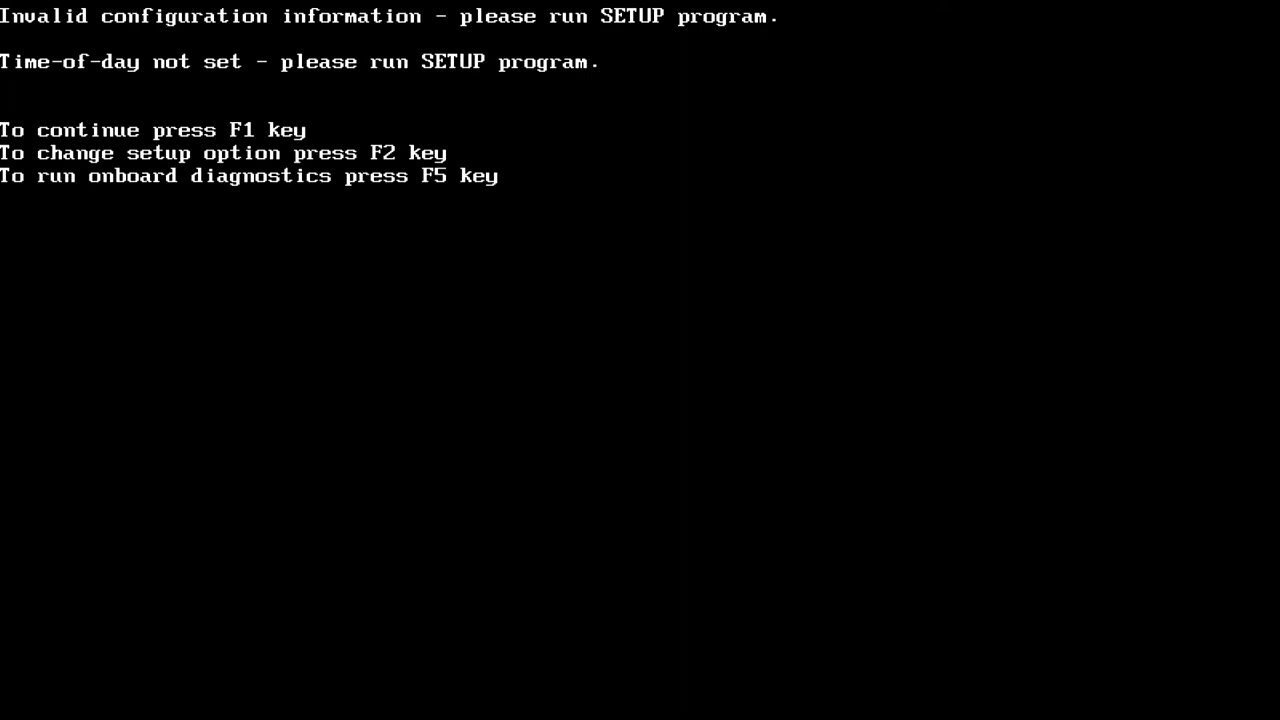 Invalid configuration information - please run SETUP program.
Time-of-day not set - please run SETUP program.
To continue press F1 key
To change setup option press F2 key
To run onboard diagnostics press F5 key